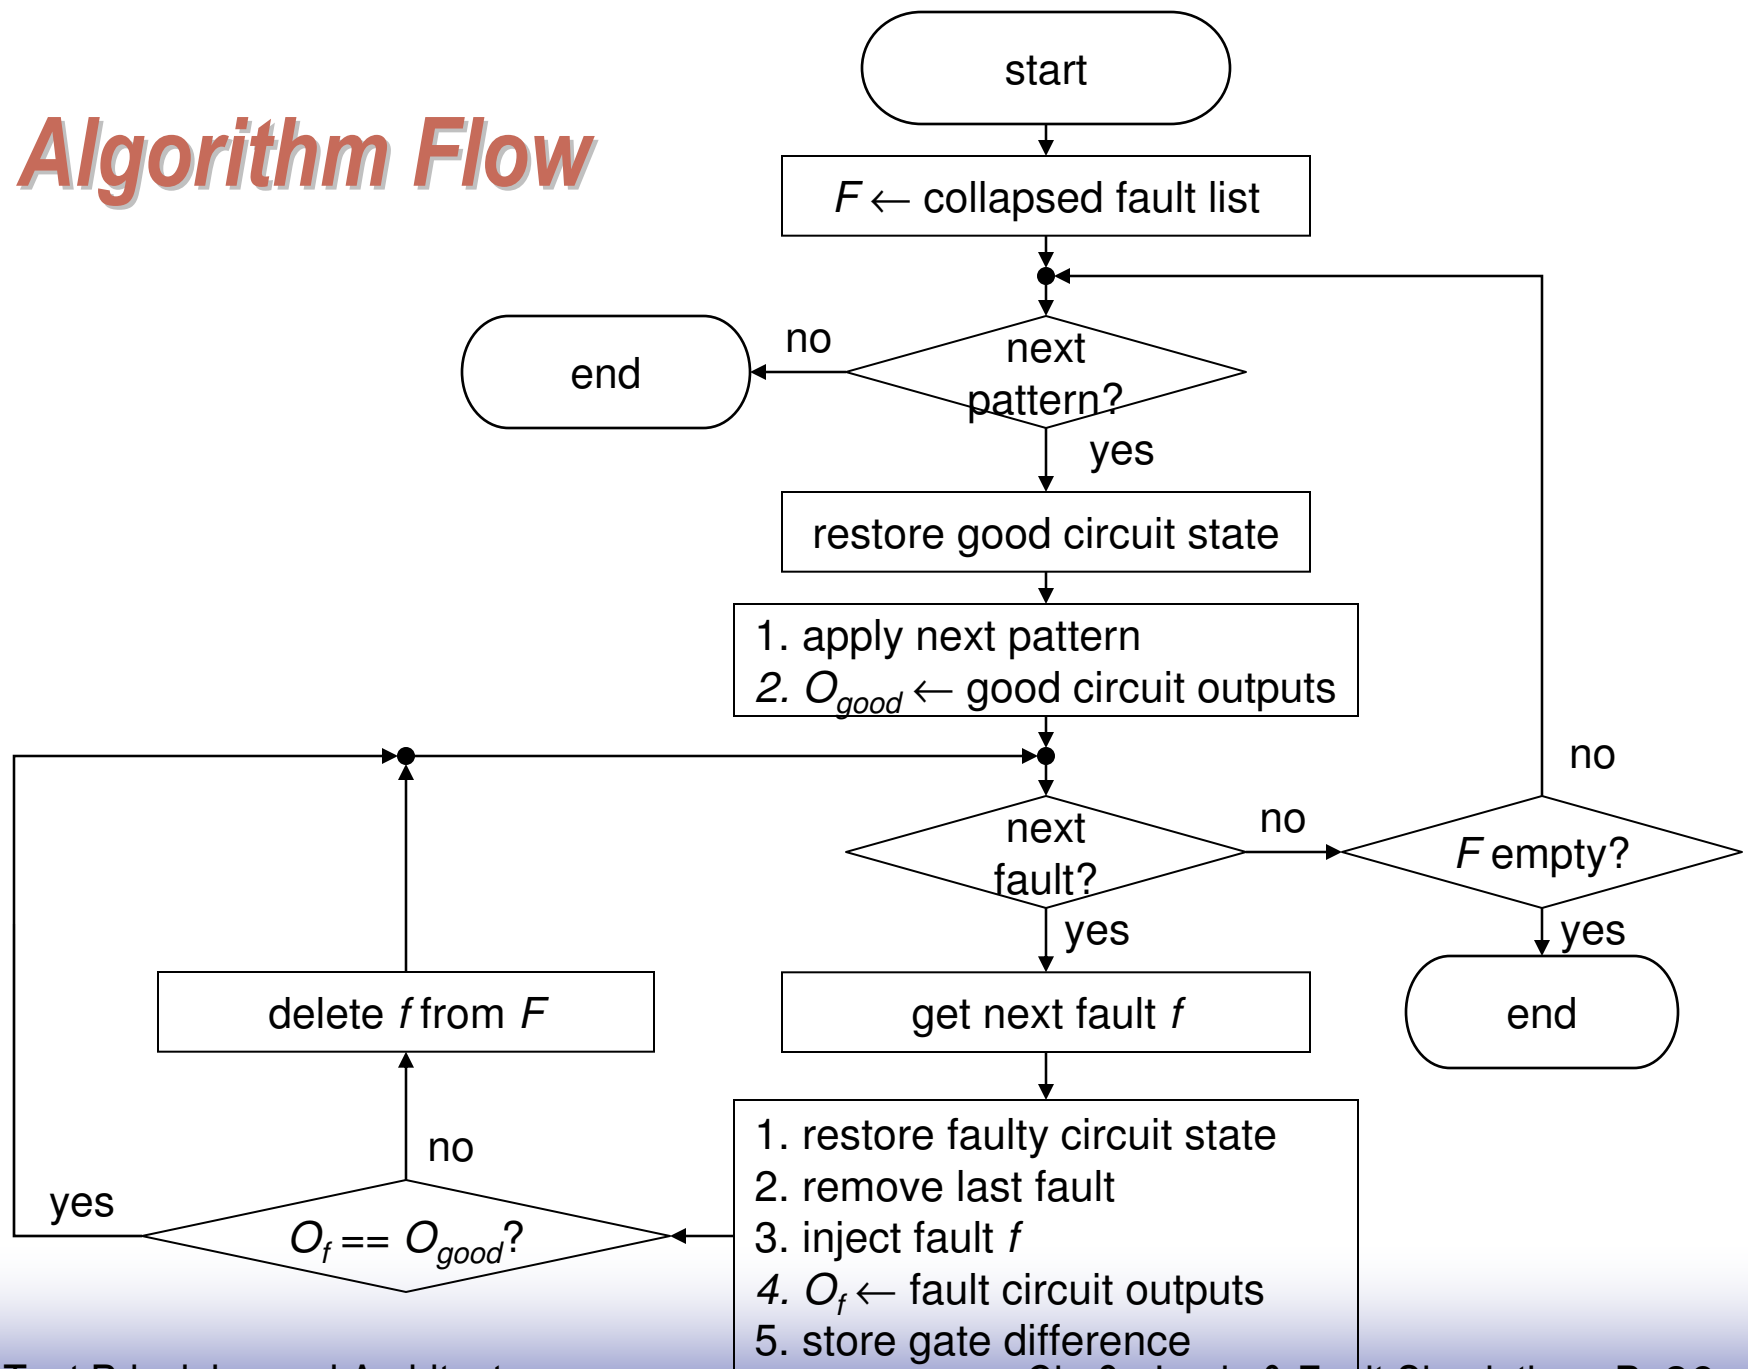 Algorithm Flow
start
F ← collapsed fault list
next
pattern?
no
end
yes
restore good circuit state
1. apply next pattern
2. Ogood ← good circuit outputs
next
fault?
no
F empty?
no
yes
end
yes
get next fault f
1. restore faulty circuit state
2. remove last fault
3. inject fault f
4. Of ← fault circuit outputs
5. store gate difference
Of == Ogood?
yes
no
delete f from F